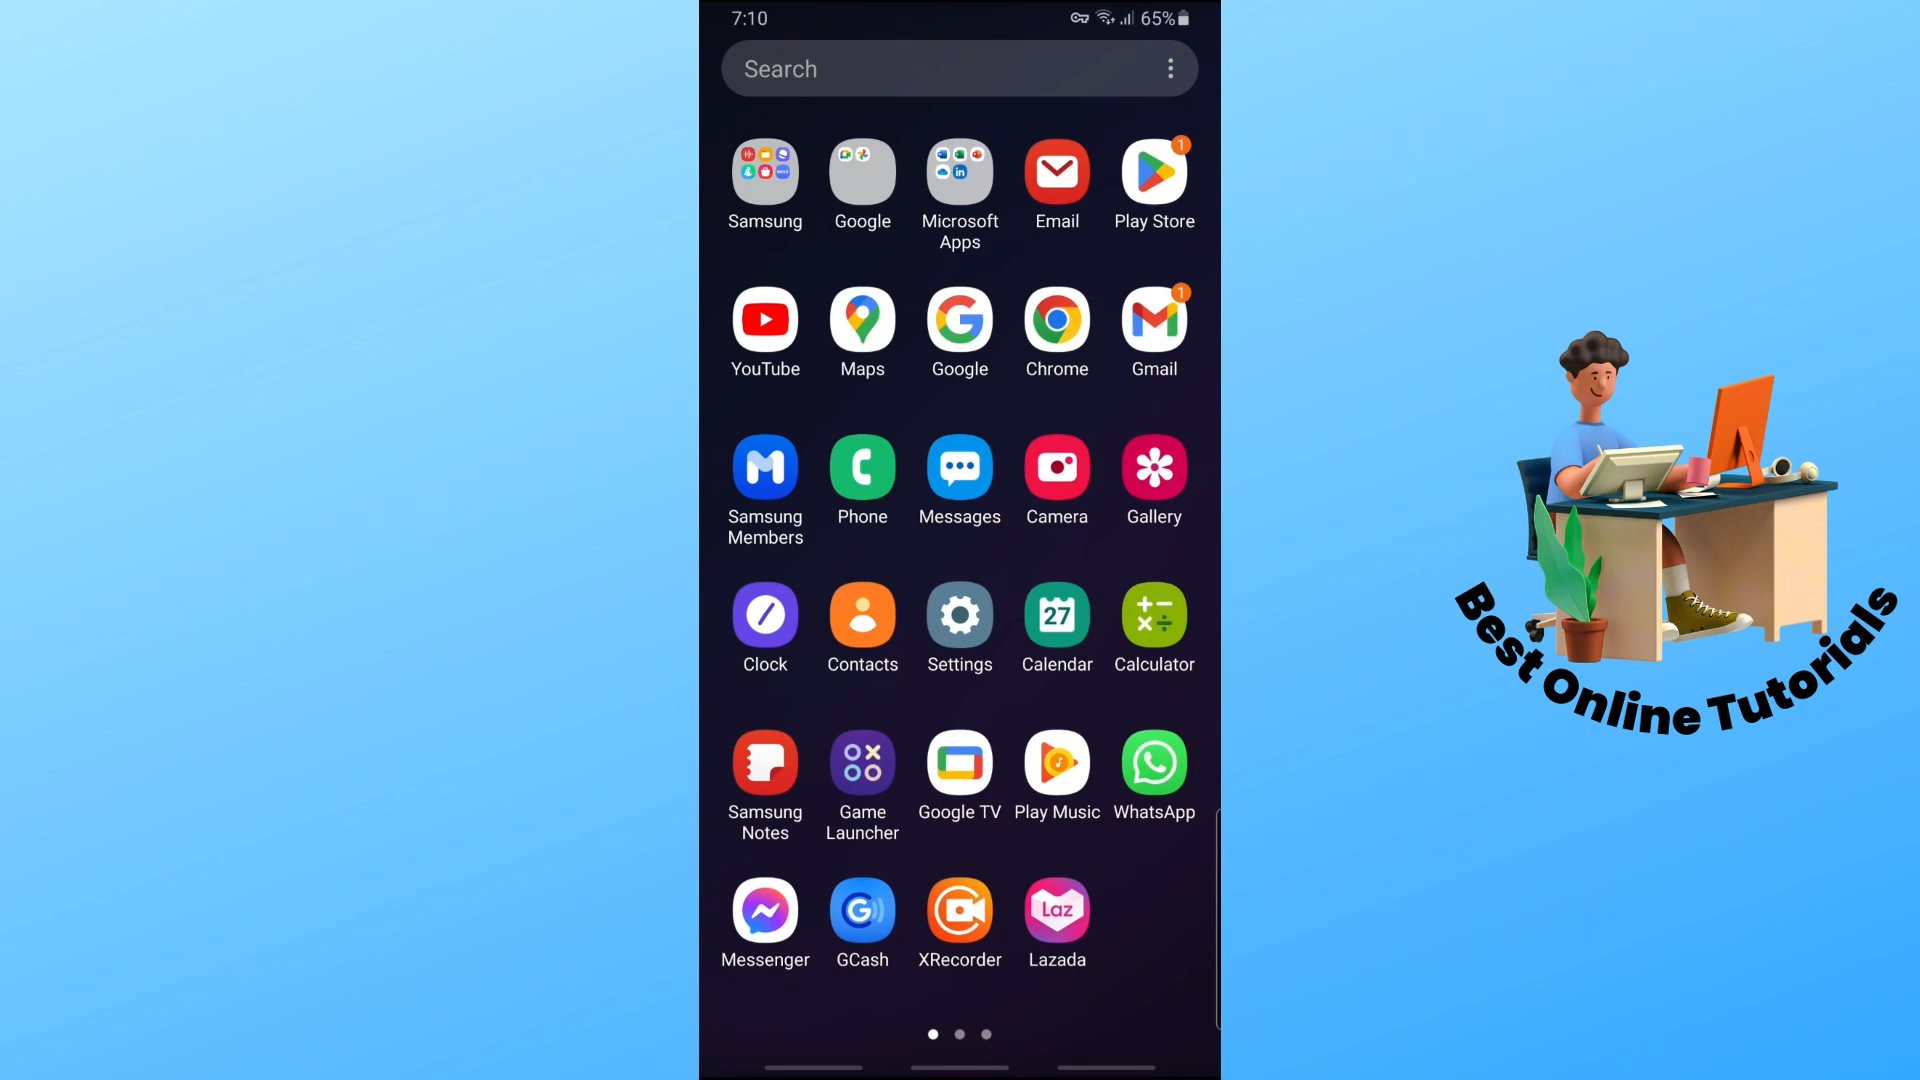 7:10
65%
Search
1
Samsung
Google
Microsoft
Apps
Email
Play Store
1
YouTube
Maps
Google
Chrome
Gmail
Samsung
Members
Phone
Messages
Camera
Gallery
27
Clock
Contacts
Settings
Calendar
Calculator
Samsung
Notes
Game
Launcher
Google TV
Play Music
WhatsApp
Laz
Messenger
GCash
XRecorder
Lazada
Best Online Tutorials